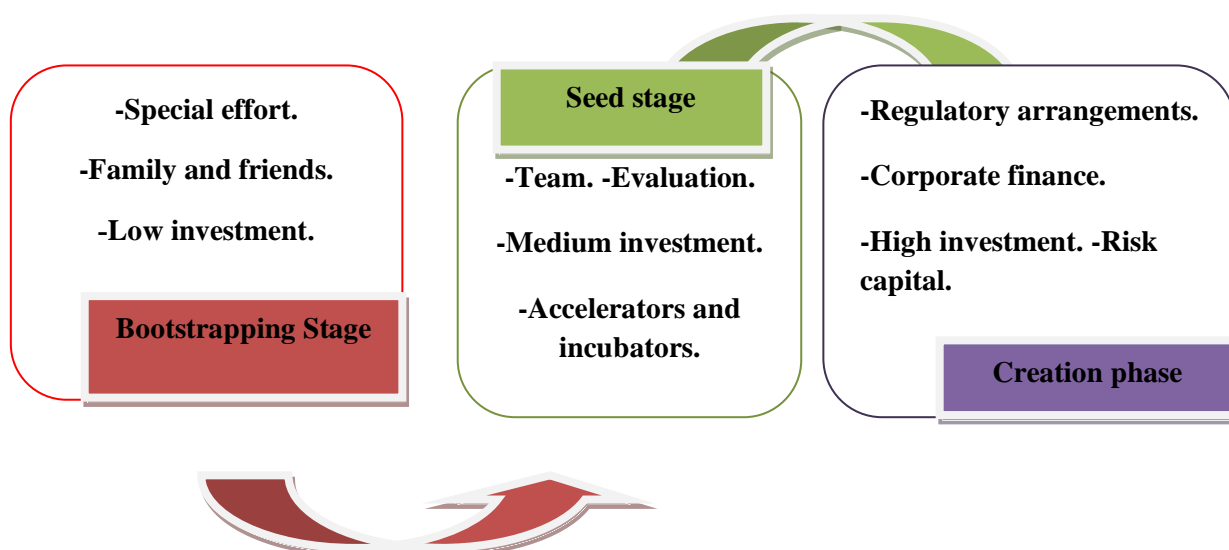 -Special effort.
-Family and friends.
-Low investment.
Bootstrapping Stage
Seed stage
-Team. -Evaluation.
-Medium investment.
-Accelerators and
incubators.
-Regulatory arrangements.
-Corporate finance.
-High investment. -Risk
capital.
Creation phase